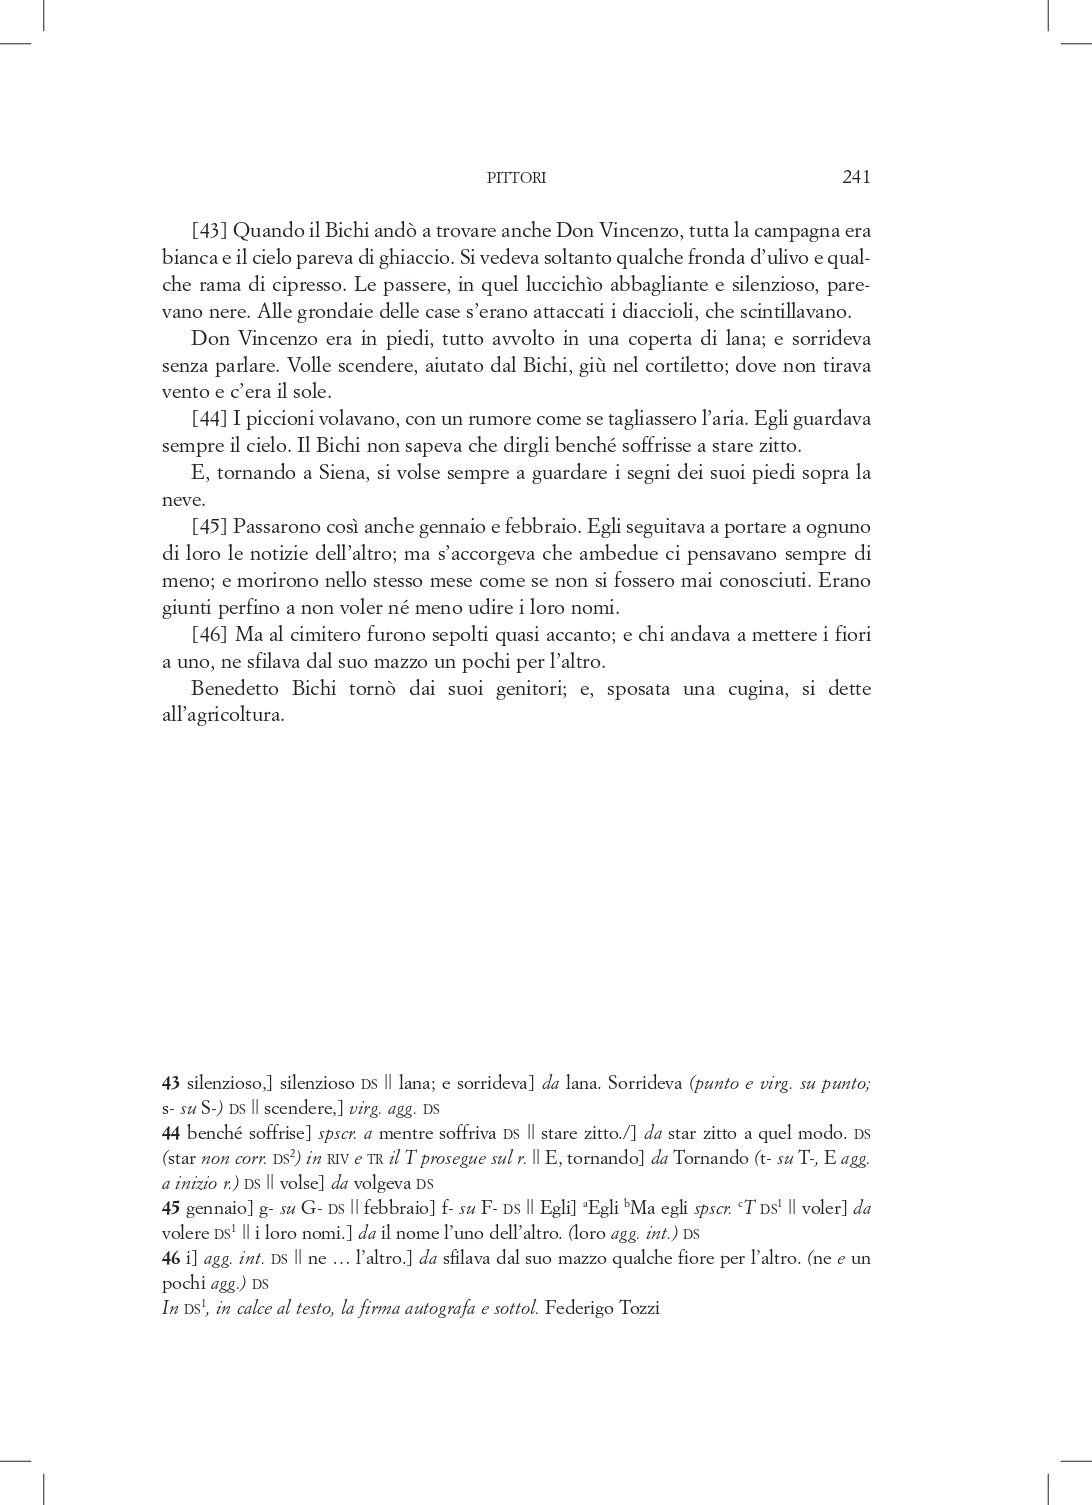 PITTORI 241
[43] Quando il Bichi andò a trovare anche Don Vincenzo, tutta la campagna era
bianca e il cielo pareva di ghiaccio. Si vedeva soltanto qualche fronda d’ulivo e qual-
che rama di cipresso. Le passere, in quel luccichìo abbagliante e silenzioso, pare-
vano nere. Alle grondaie delle case s’erano attaccati i diaccioli, che scintillavano.
Don Vincenzo era in piedi, tutto avvolto in una coperta di lana; e sorrideva
senza parlare. Volle scendere, aiutato dal Bichi, giù nel cortiletto; dove non tirava
vento e c’era il sole.
[44] I piccioni volavano, con un rumore come se tagliassero l’aria. Egli guardava
sempre il cielo. Il Bichi non sapeva che dirgli benché soffrisse a stare zitto.
E, tornando a Siena, si volse sempre a guardare i segni dei suoi piedi sopra la
neve.
[45] Passarono così anche gennaio e febbraio. Egli seguitava a portare a ognuno
di loro le notizie dell’altro; ma s’accorgeva che ambedue ci pensavano sempre di
meno; e morirono nello stesso mese come se non si fossero mai conosciuti. Erano
giunti perfino a non voler né meno udire i loro nomi.
[46] Ma al cimitero furono sepolti quasi accanto; e chi andava a mettere i fiori
a uno, ne sfilava dal suo mazzo un pochi per l’altro.
Benedetto Bichi tornò dai suoi genitori; e, sposata una cugina, si dette
all’agricoltura.
43 silenzioso,] silenzioso DS || lana; e sorrideva] da lana. Sorrideva (punto e virg. su punto;
s- su S-) DS || scendere,] virg. agg. DS
44 benché soffrise] spscr. a mentre soffriva DS || stare zitto./] da star zitto a quel modo. DS
(star non corr. DS²) in RIV e TR il T prosegue sul r. || E, tornando] da Tornando (t- su T-, E agg.
a inizio r.) DS || volse] da volgeva DS
45 gennaio] g- su G- DS || febbraio] f- su F- DS || Egli] ᵃEgli ᵇMa egli spscr. ᶜT DS¹ || voler] da
volere DS¹ || i loro nomi.] da il nome l’uno dell’altro. (loro agg. int.) DS
46 i] agg. int. DS || ne … l’altro.] da sfilava dal suo mazzo qualche fiore per l’altro. (ne e un
pochi agg.) DS
In DS¹, in calce al testo, la firma autografa e sottol. Federigo Tozzi